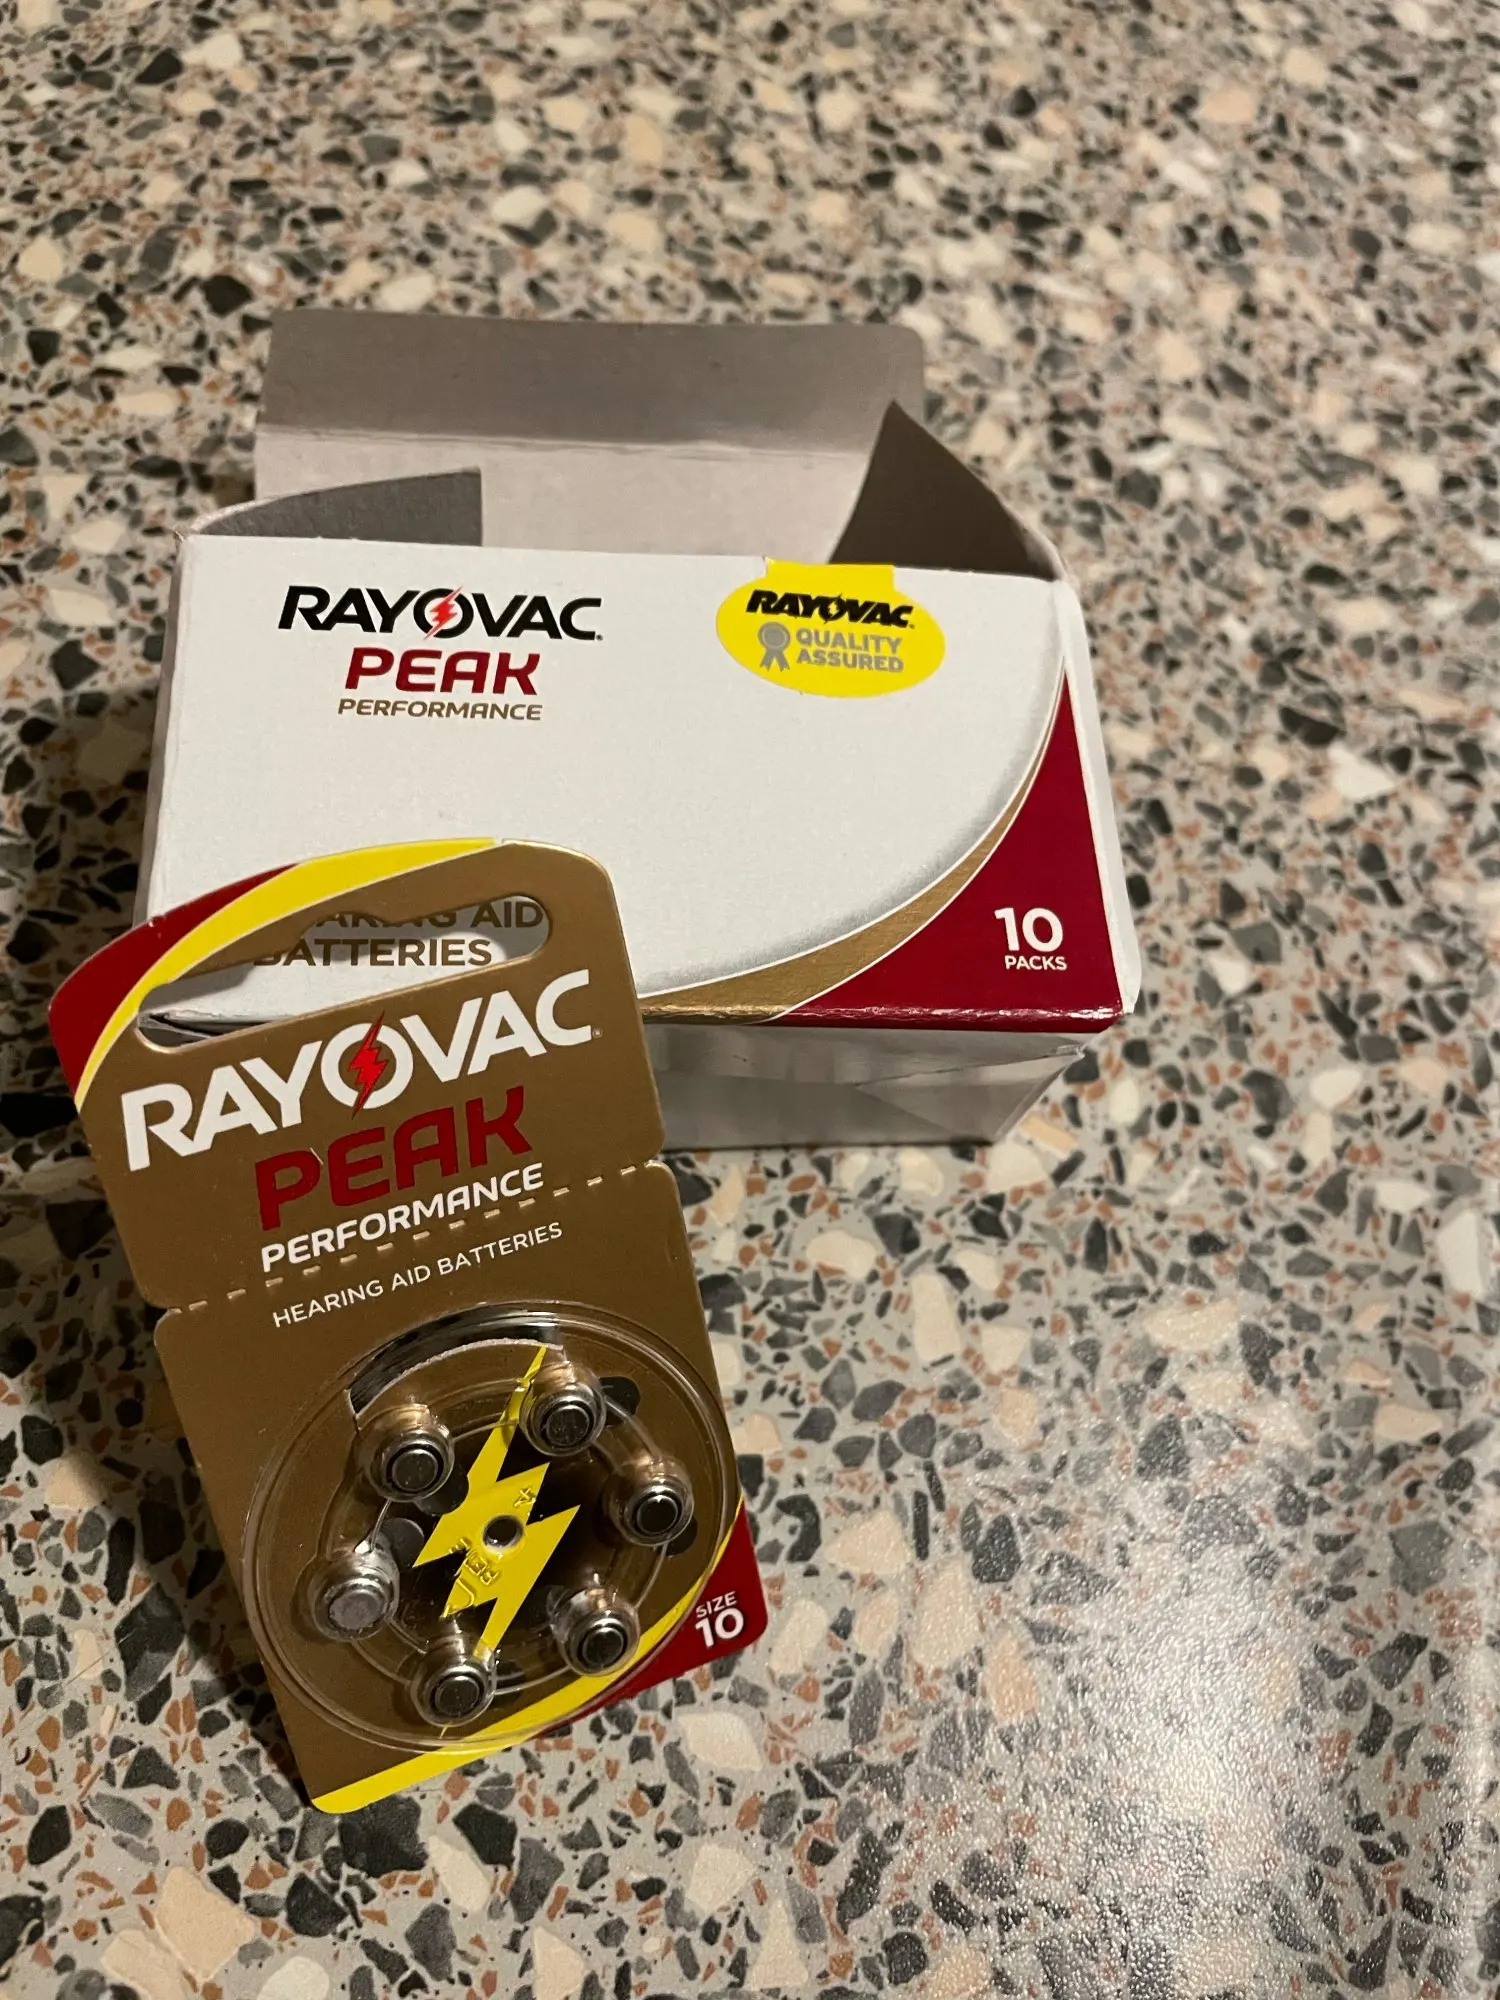 RAYOVAC
PEAK
PERFORMANCE
RAYOVAC
QUALITY
ASSURED
AID
BATTERIES
10
PACKS
RAYOVAC
PEAK
PERFORMANCE
HEARING AID BATTERIES
SIZE
10